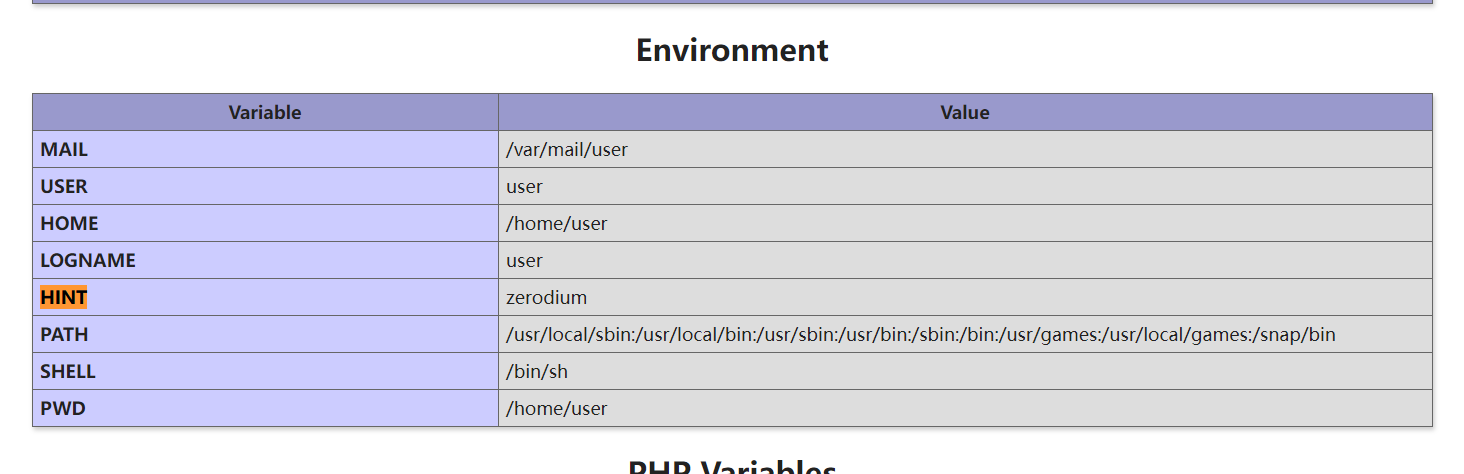 Environment
Variable Value
MAIL /var/mail/user
USER user
HOME /home/user
LOGNAME user
HINT zerodium
PATH /usr/local/sbin:/usr/local/bin:/usr/sbin:/usr/bin:/sbin:/bin:/usr/games:/usr/local/games:/snap/bin
SHELL /bin/sh
PWD /home/user
PHP Variables